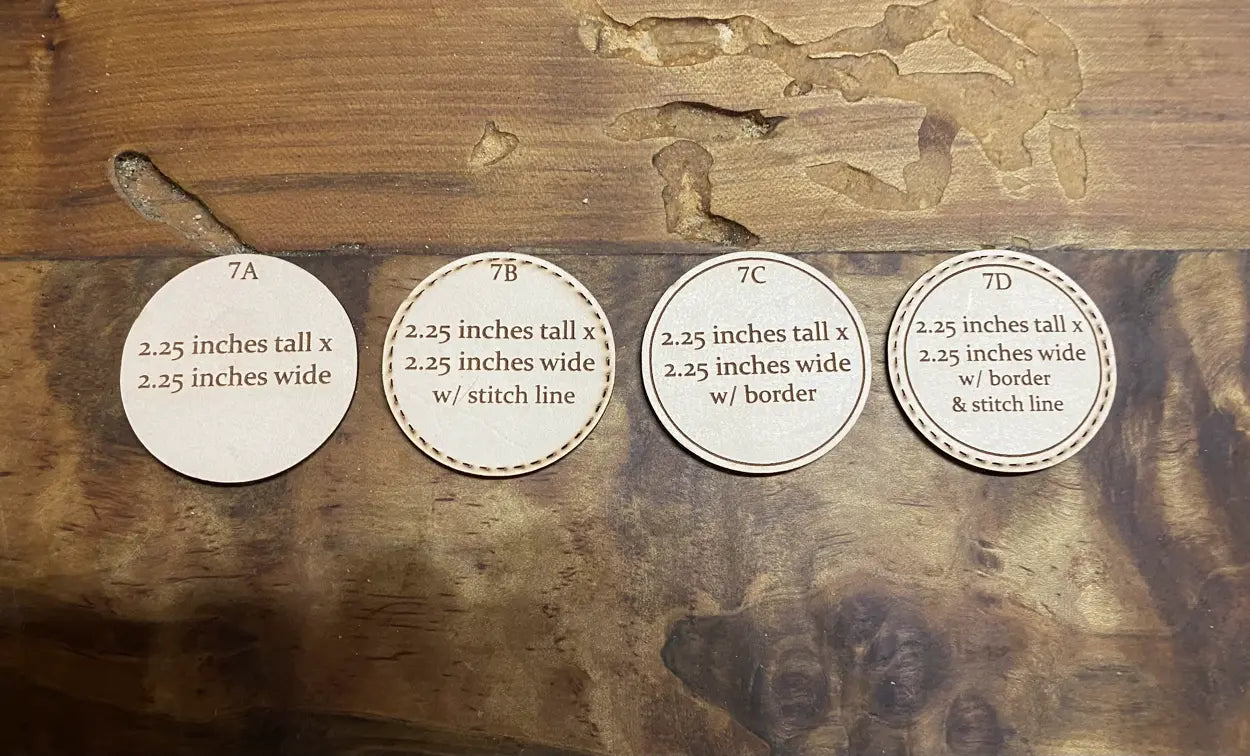 7A
2.25 inches tall x
2.25 inches wide
7B
2.25 inches tall x
2.25 inches wide
w/ stitch line
7C
2.25 inches tall x
2.25 inches wide
w/ border
7D
2.25 inches tall x
2.25 inches wide
w/ border
& stitch line